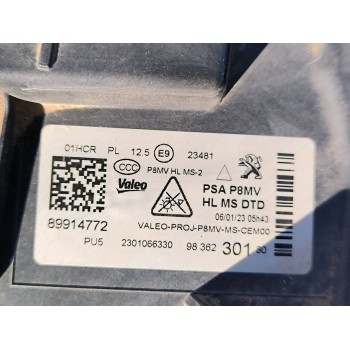 01HCR PL 12.5 E9 23481
CCC P8MV HL MS-2
Valeo
PSA P8MV
HL MS DTD
06/01/23 05h43
89914772 VALEO-PROJ-P8MV-MS-CEM00
PU5 2301066330 98 362 301 80